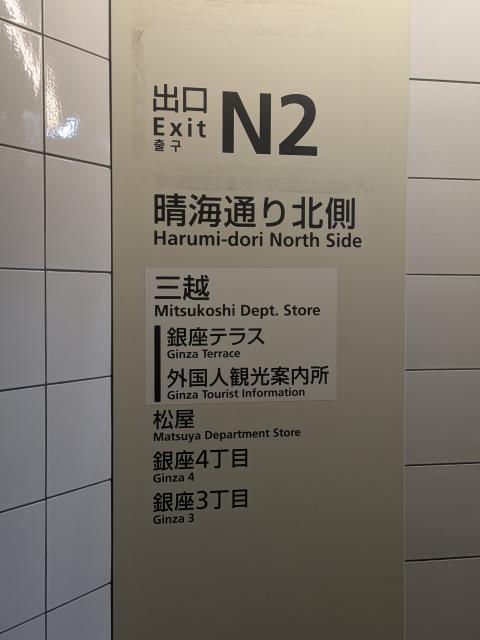 出口
Exit
출구
N2
晴海通り北側
Harumi-dori North Side
三越
Mitsukoshi Dept. Store
銀座テラス
Ginza Terrace
外国人観光案内所
Ginza Tourist Information
松屋
Matsuya Department Store
銀座4丁目
Ginza 4
銀座3丁目
Ginza 3